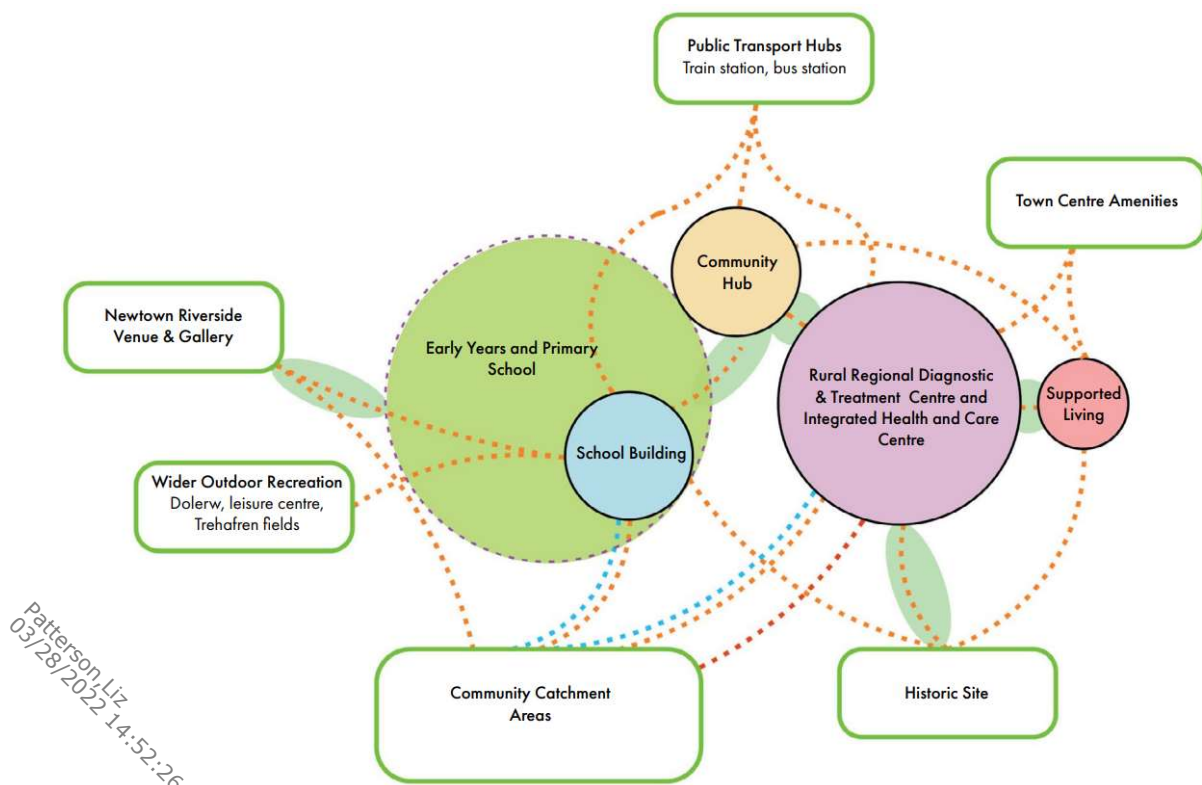 Public Transport Hubs
Train station, bus station
Town Centre Amenities
Community
Hub
Newtown Riverside
Venue & Gallery
Early Years and Primary
School
Rural Regional Diagnostic
& Treatment Centre and
Integrated Health and Care
Centre
Supported
Living
School Building
Wider Outdoor Recreation
Dolerw, leisure centre,
Trehafren fields
Community Catchment
Areas
Historic Site
Patterson,Liz
03/28/2022 14:52:26